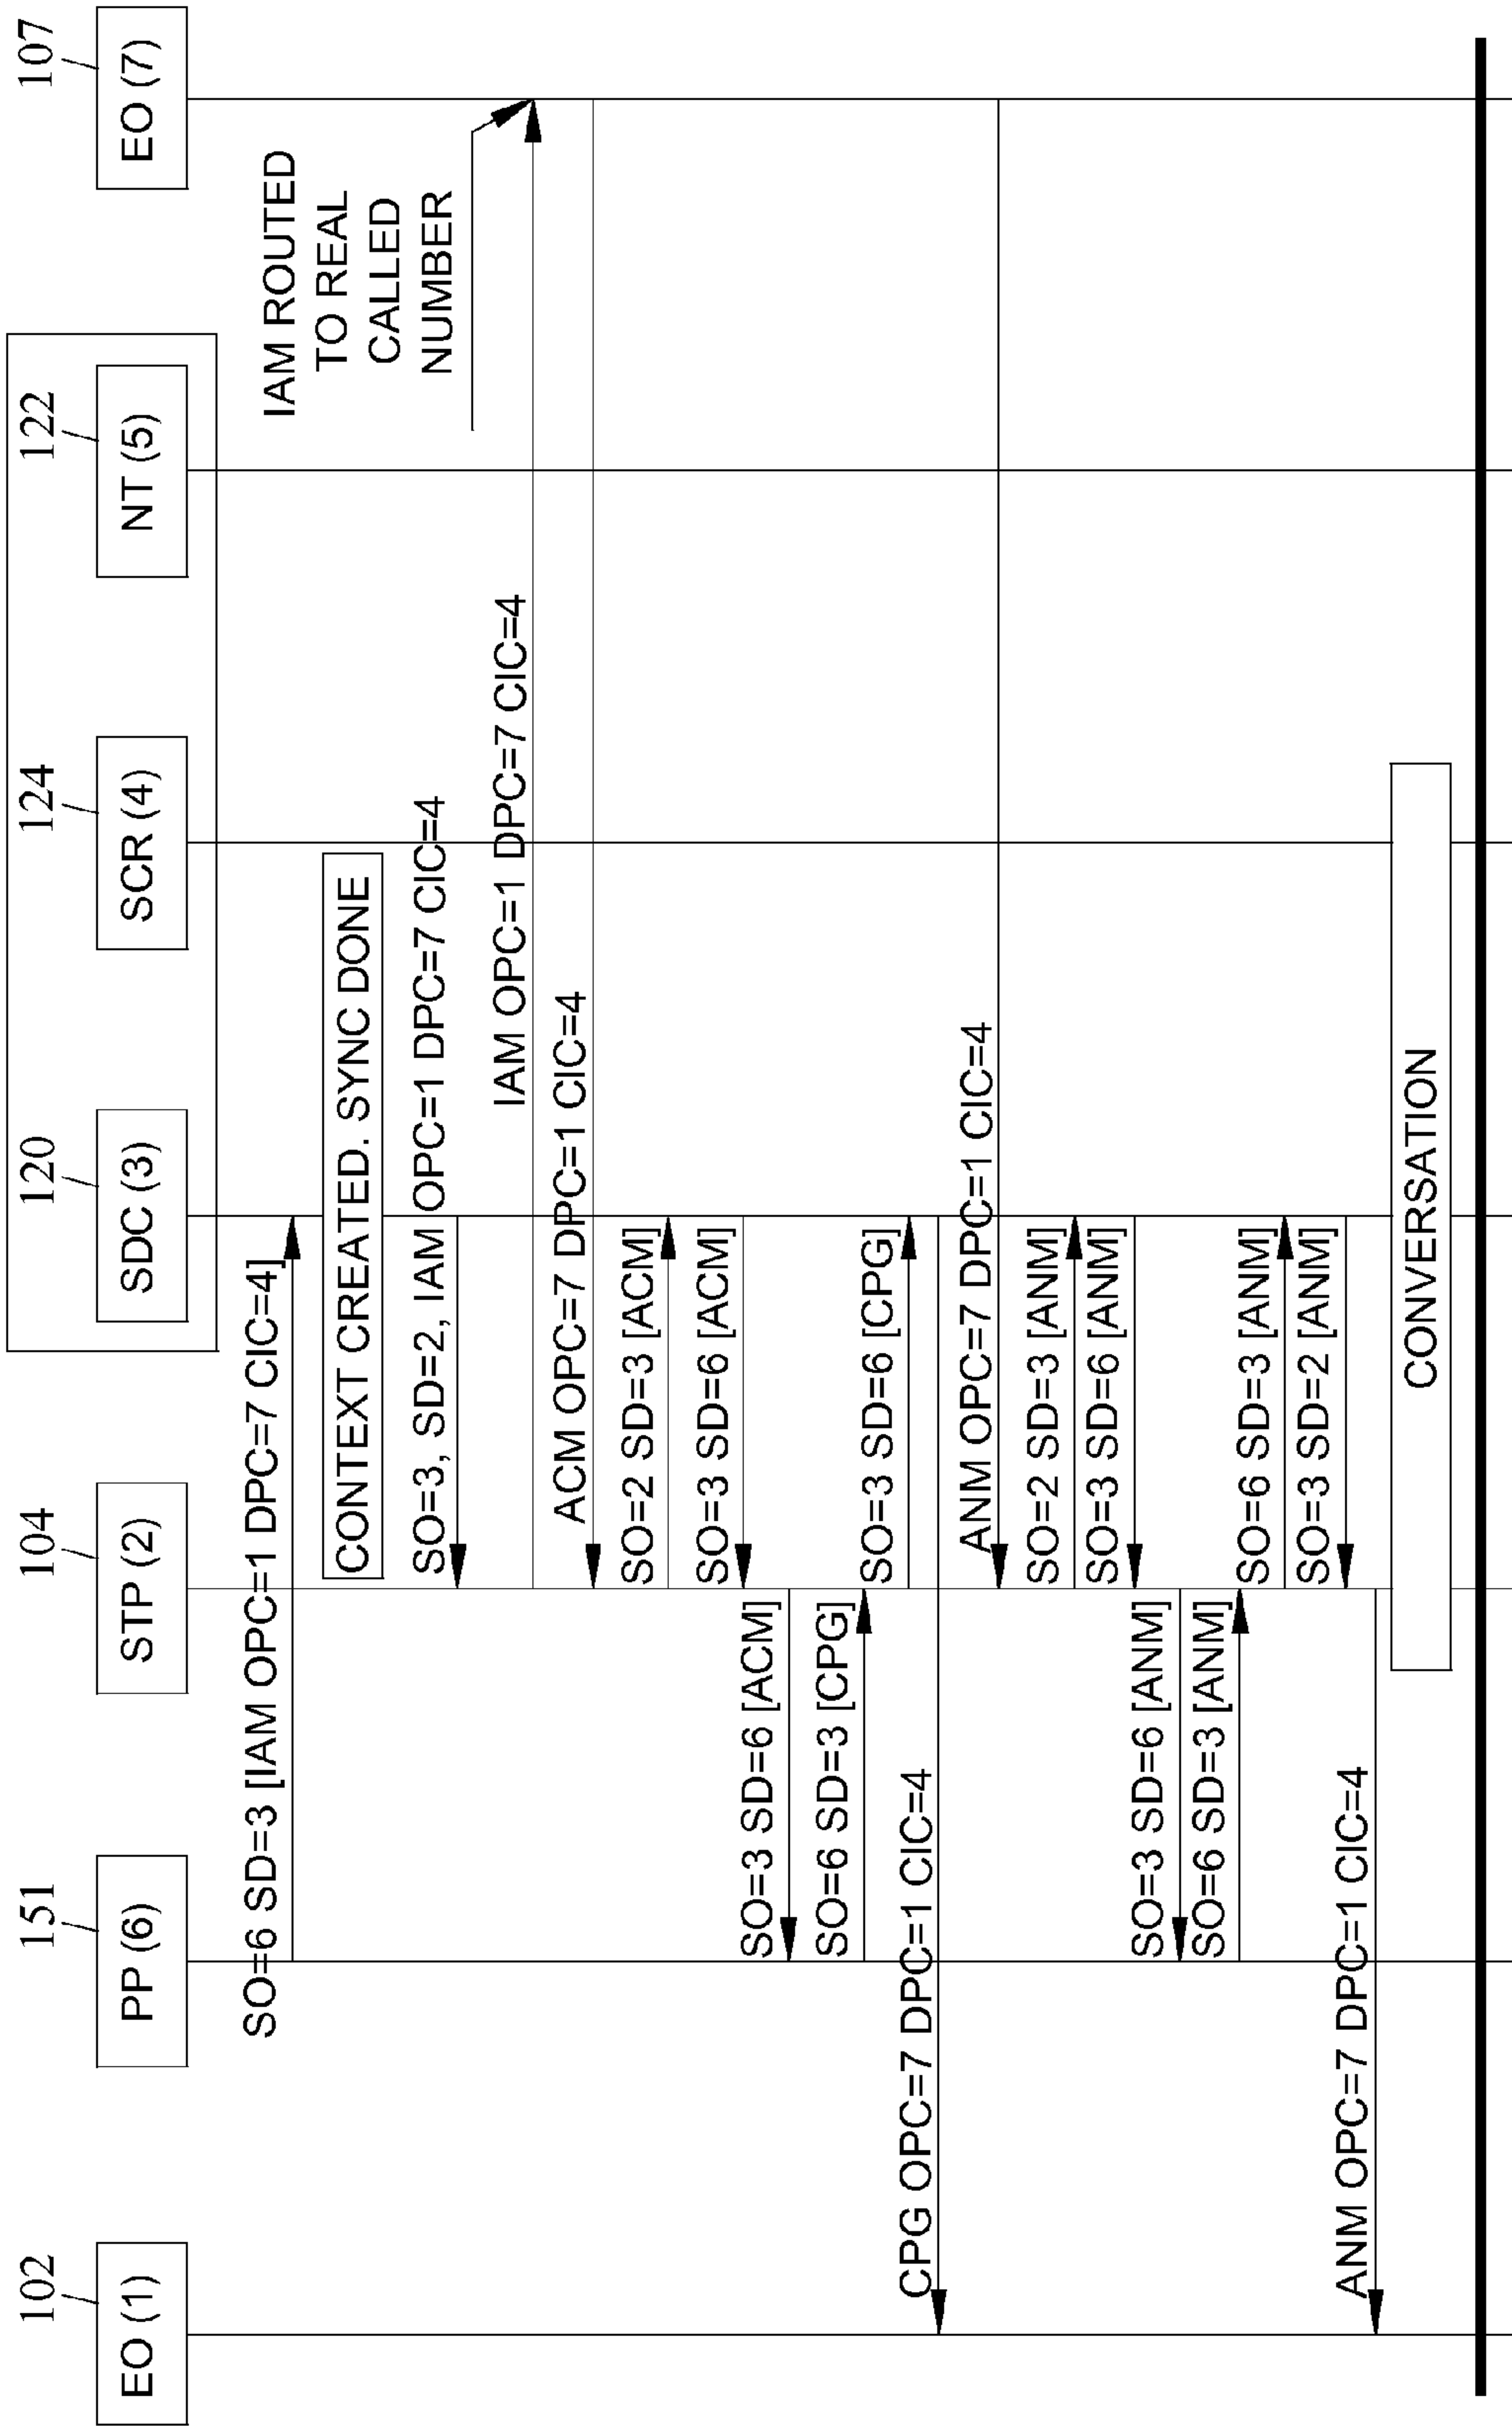 102
151
104
120
124
122
107
EO (1)
PP (6)
STP (2)
SDC (3)
SCR (4)
NT (5)
EO (7)
SO=6 SD=3 [IAM OPC=1 DPC=7 CIC=4]
IAM ROUTED
TO REAL
CALLED
NUMBER
CONTEXT CREATED. SYNC DONE
SO=3, SD=2, IAM OPC=1 DPC=7 CIC=4
IAM OPC=1 DPC=7 CIC=4
ACM OPC=7 DPC=1 CIC=4
SO=2 SD=3 [ACM]
SO=3 SD=6 [ACM]
SO=3 SD=6 [ACM]
SO=6 SD=3 [CPG]
SO=3 SD=6 [CPG]
CPG OPC=7 DPC=1 CIC=4
ANM OPC=7 DPC=1 CIC=4
SO=2 SD=3 [ANM]
SO=3 SD=6 [ANM]
SO=3 SD=6 [ANM]
SO=6 SD=3 [ANM]
SO=6 SD=3 [ANM]
SO=3 SD=2 [ANM]
ANM OPC=7 DPC=1 CIC=4
CONVERSATION